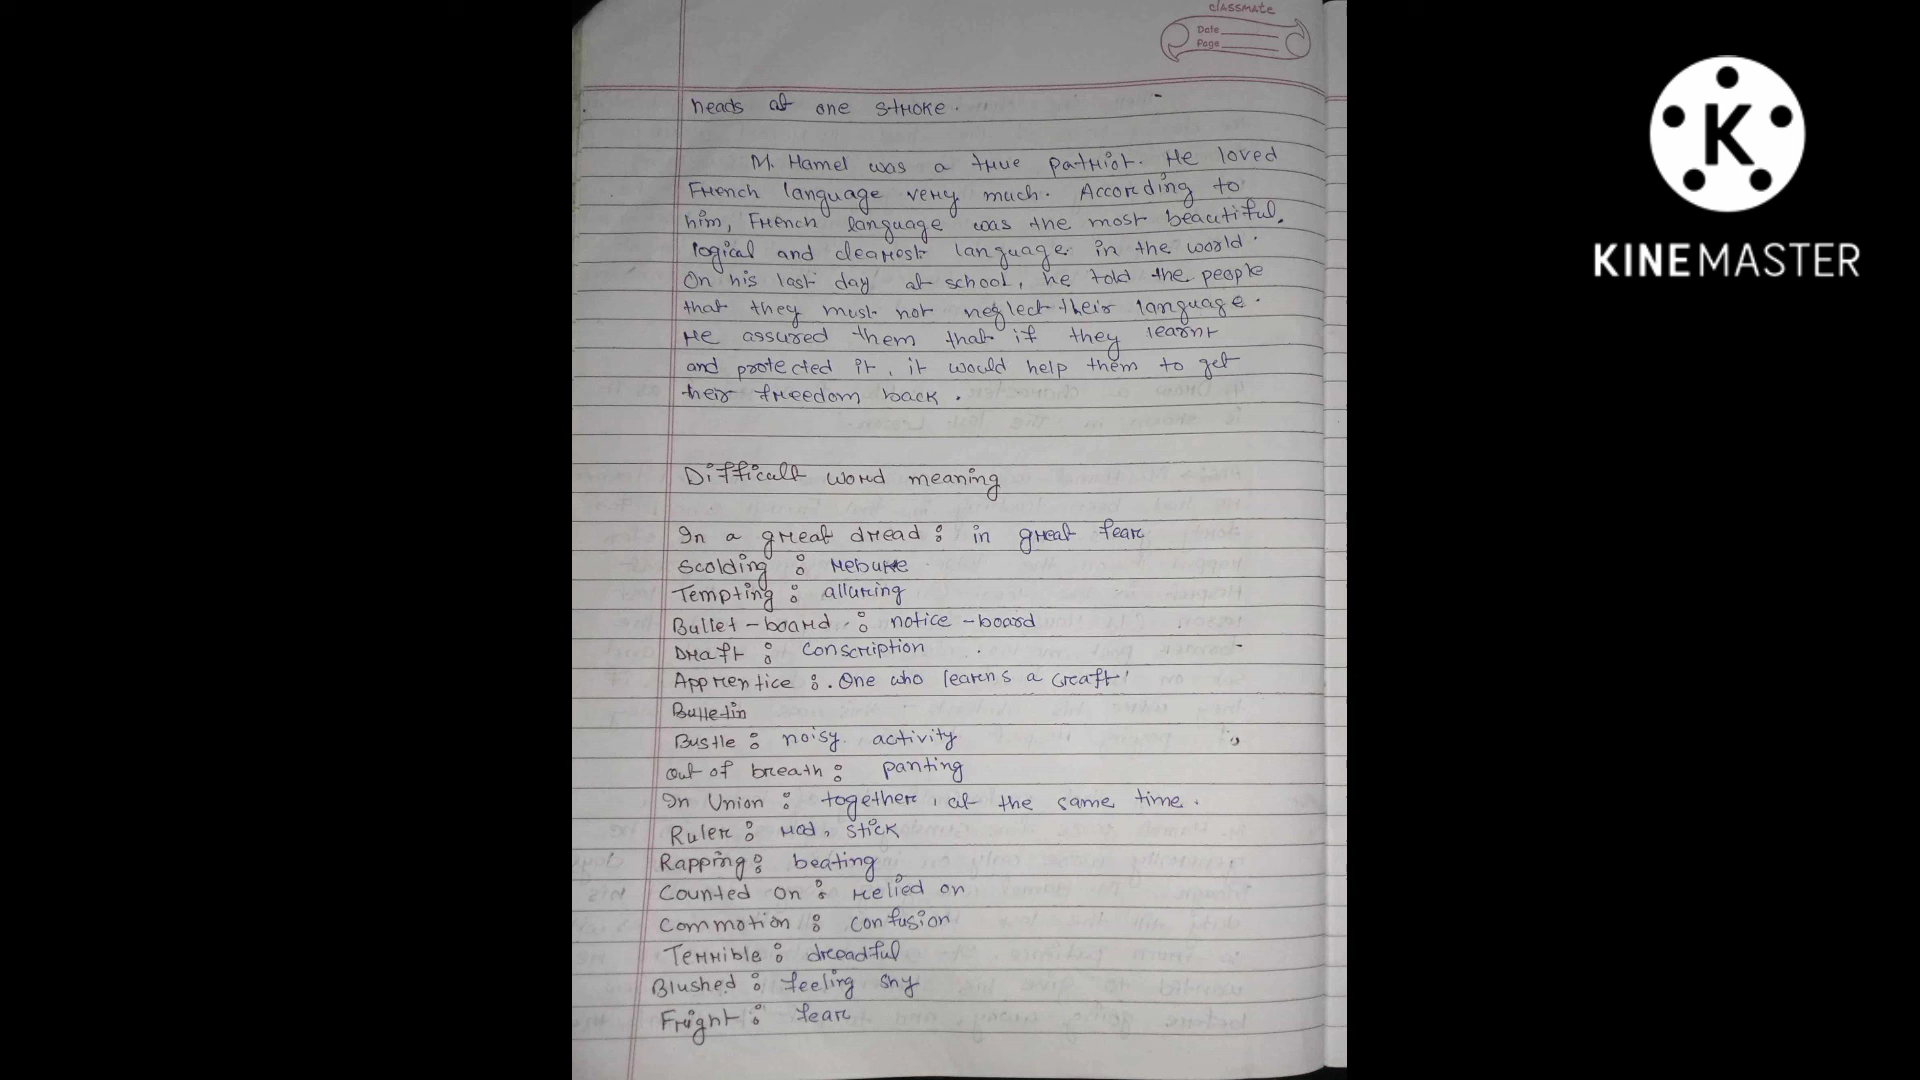 classmate
Date
Page
heads at one stroke.
M. Hamel was a true patriot. He loved
French language very much. According to
him, French language was the most beautiful,
logical and clearest language in the world.
On his last day at school, he told the people
that they must not neglect their language.
He assured them that if they learnt
and protected it, it would help them to get
their freedom back.
Difficult word meaning
In a great dread : in great fear
Scolding : rebuke
Tempting : alluring
Bullet-board : notice-board
Draft : conscription
Apprentice : One who learns a craft
Bulletin
Bustle : noisy activity
out of breath : panting
In Union : together, at the same time.
Ruler : rod, stick
Rapping : beating
Counted On : relied on
Commotion : confusion
Terrible : dreadful
Blushed : feeling shy
Fright : fear
K
KINEMASTER